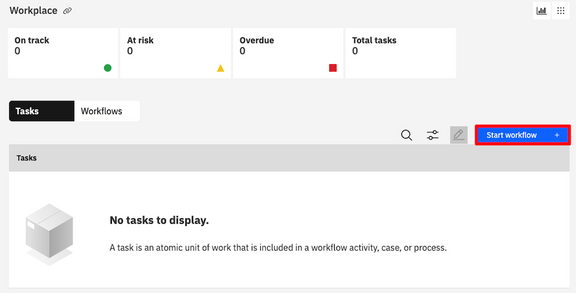 Workplace
On track
0
At risk
0
Overdue
0
Total tasks
0
Tasks
Workflows
Start workflow +
Tasks
No tasks to display.
A task is an atomic unit of work that is included in a workflow activity, case, or process.